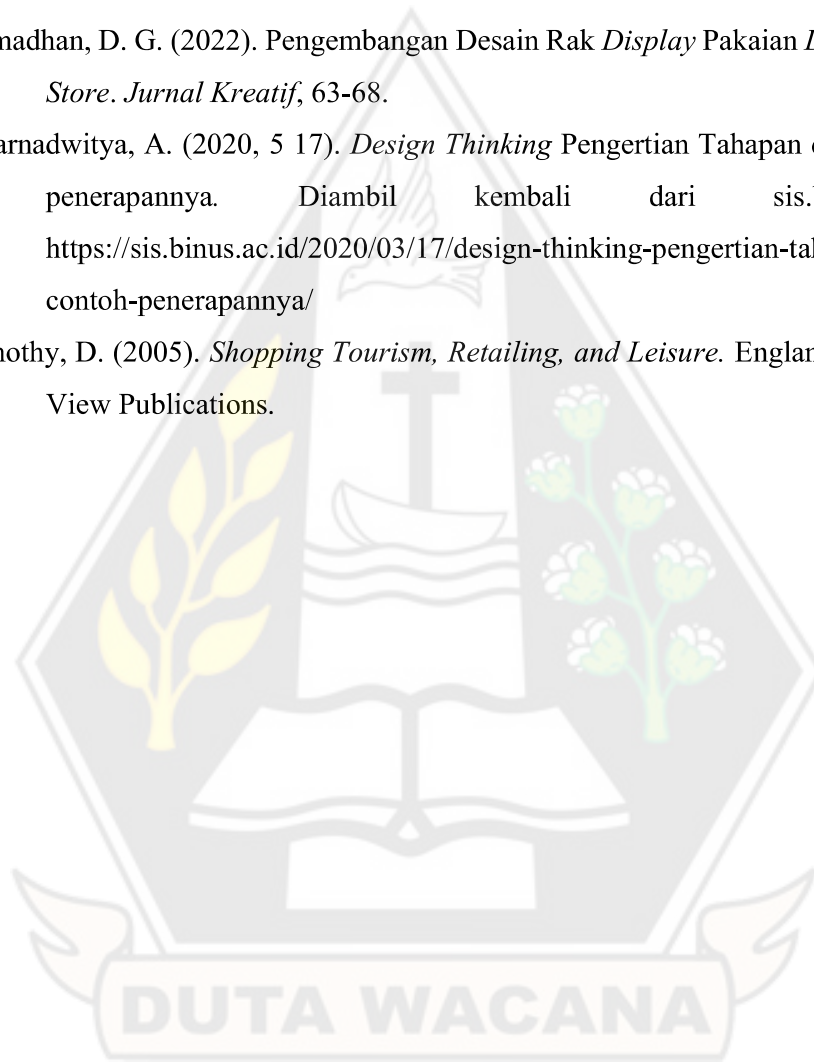 madhan, D. G. (2022). Pengembangan Desain Rak Display Pakaian
Store. Jurnal Kreatif, 63-68.
arnadwitya, A. (2020, 5 17). Design Thinking Pengertian Tahapan
penerapannya. Diambil kembali dari sis.
https://sis.binus.ac.id/2020/03/17/design-thinking-pengertian-tah
contoh-penerapannya/
nothy, D. (2005). Shopping Tourism, Retailing, and Leisure. Englan
View Publications.
DUTA WACANA